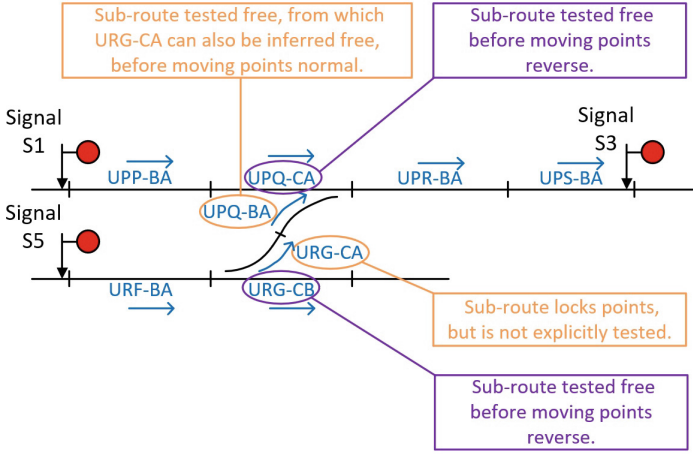 Sub-route tested free, from which
URG-CA can also be inferred free,
before moving points normal.
Sub-route tested free
before moving points
reverse.
Signal
S1
Signal
S3
UPP-BA
UPQ-CA
UPR-BA
UPS-BA
UPQ-BA
Signal
S5
URG-CA
URF-BA
URG-CB
Sub-route locks points,
but is not explicitly tested.
Sub-route tested free
before moving points
reverse.